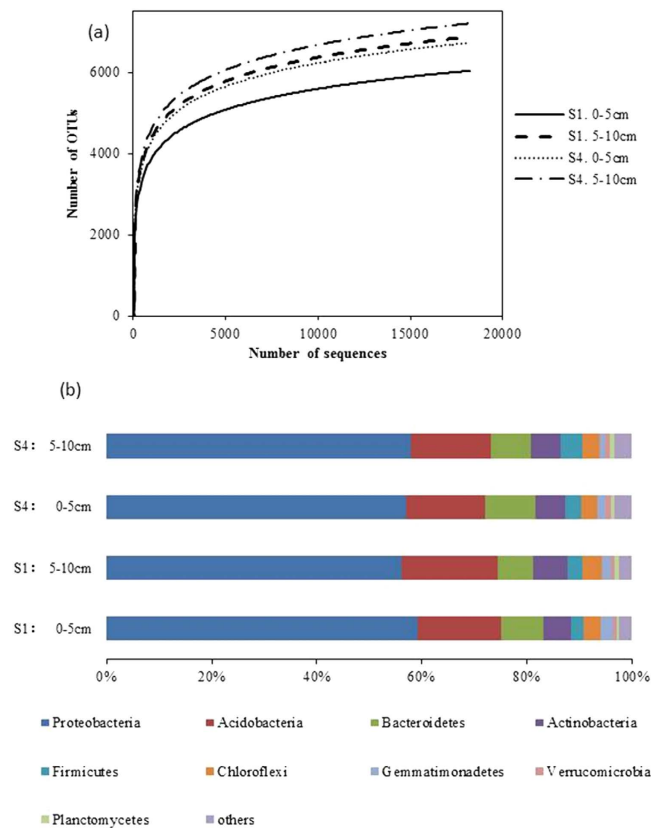 (a)
6000
4000
2000
0
Number of OTUs
0 5000 10000 15000 20000
Number of sequences
S1. 0-5cm
S1. 5-10cm
S4. 0-5cm
S4. 5-10cm
(b)
S4: 5-10cm
S4: 0-5cm
S1: 5-10cm
S1: 0-5cm
0% 20% 40% 60% 80% 100%
Proteobacteria Acidobacteria Bacteroidetes Actinobacteria
Firmicutes Chloroflexi Gemmatimonadetes Verrucomicrobia
Planctomycetes others